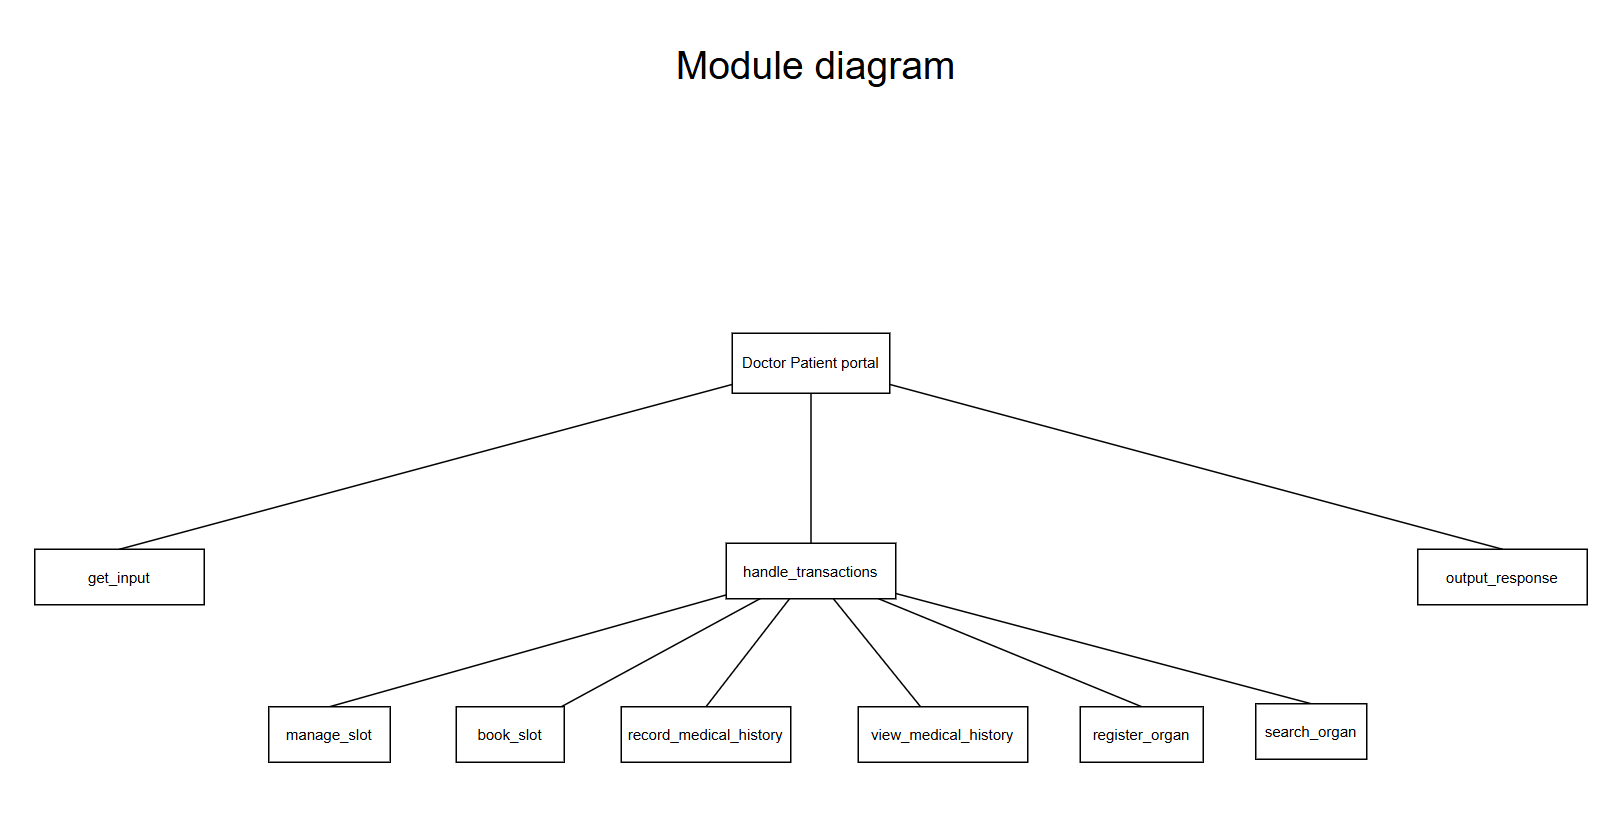 Module diagram
Doctor Patient portal
get_input
handle_transactions
output_response
manage_slot
book_slot
record_medical_history
view_medical_history
register_organ
search_organ